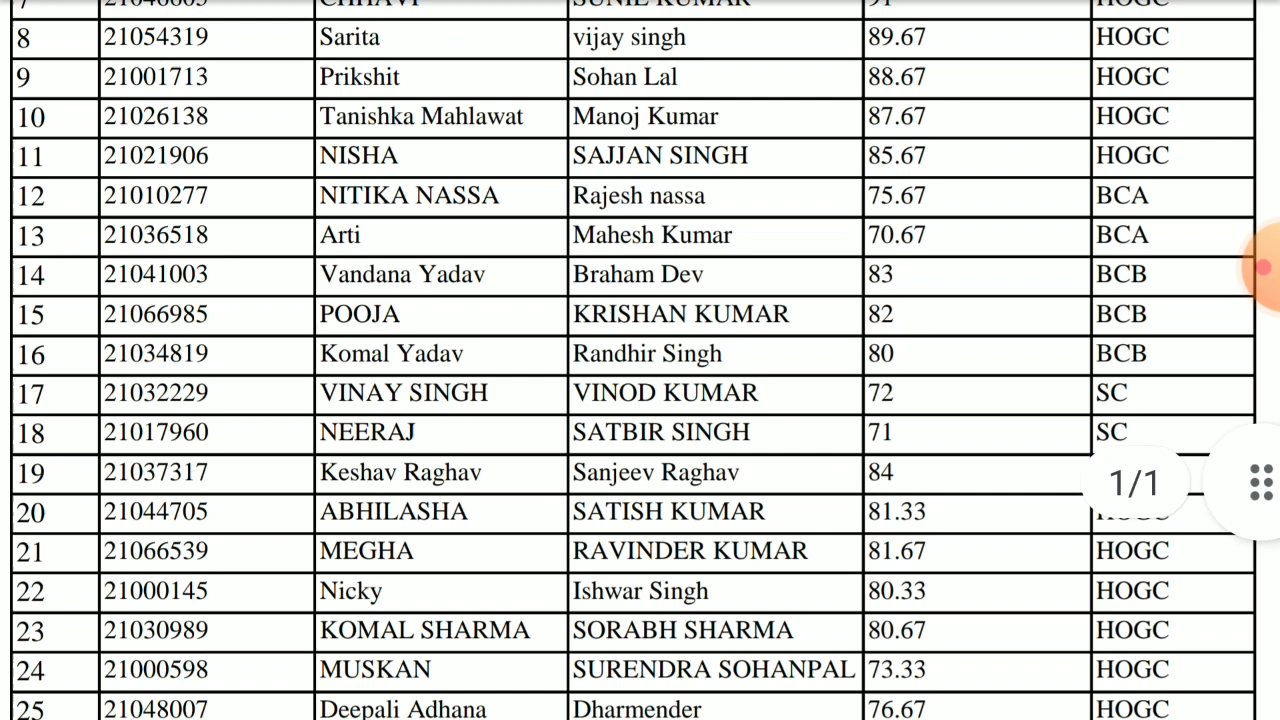 8 21054319 Sarita vijay singh 89.67 HOGC
9 21001713 Prikshit Sohan Lal 88.67 HOGC
10 21026138 Tanishka Mahlawat Manoj Kumar 87.67 HOGC
11 21021906 NISHA SAJJAN SINGH 85.67 HOGC
12 21010277 NITIKA NASSA Rajesh nassa 75.67 BCA
13 21036518 Arti Mahesh Kumar 70.67 BCA
14 21041003 Vandana Yadav Braham Dev 83 BCB
15 21066985 POOJA KRISHAN KUMAR 82 BCB
16 21034819 Komal Yadav Randhir Singh 80 BCB
17 21032229 VINAY SINGH VINOD KUMAR 72 SC
18 21017960 NEERAJ SATBIR SINGH 71 SC
19 21037317 Keshav Raghav Sanjeev Raghav 84
1/1
20 21044705 ABHILASHA SATISH KUMAR 81.33
21 21066539 MEGHA RAVINDER KUMAR 81.67 HOGC
22 21000145 Nicky Ishwar Singh 80.33 HOGC
23 21030989 KOMAL SHARMA SORABH SHARMA 80.67 HOGC
24 21000598 MUSKAN SURENDRA SOHANPAL 73.33 HOGC
25 21048007 Deepali Adhana Dharmender 76.67 HOGC